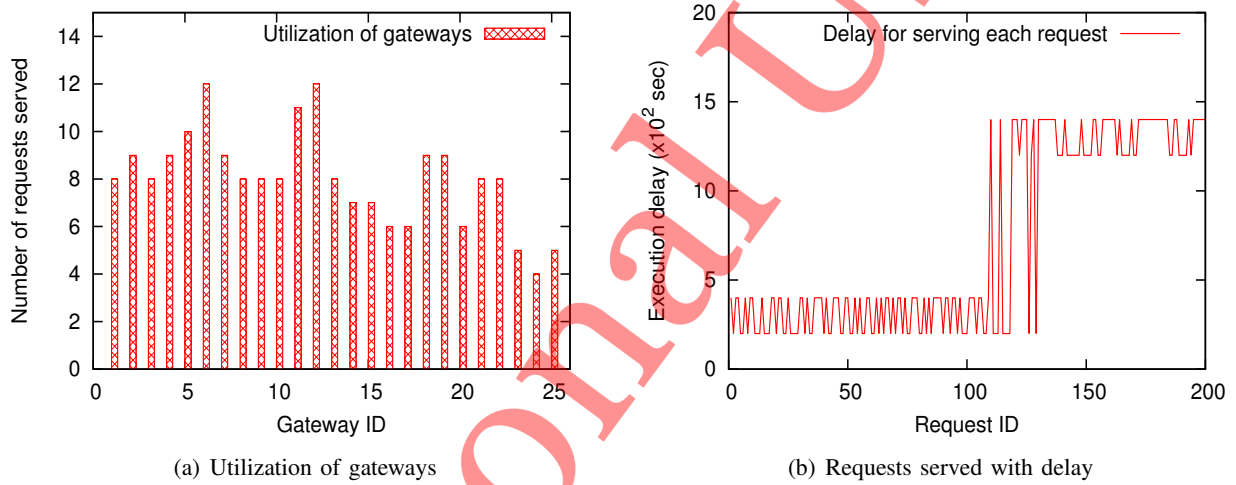 Utilization of gateways
Number of requests served
14
12
10
8
6
4
2
0
0 5 10 15 20 25
Gateway ID
(a) Utilization of gateways
Delay for serving each request
Execution delay (x10² sec)
20
15
10
5
0
0 50 100 150 200
Request ID
(b) Requests served with delay
onal U